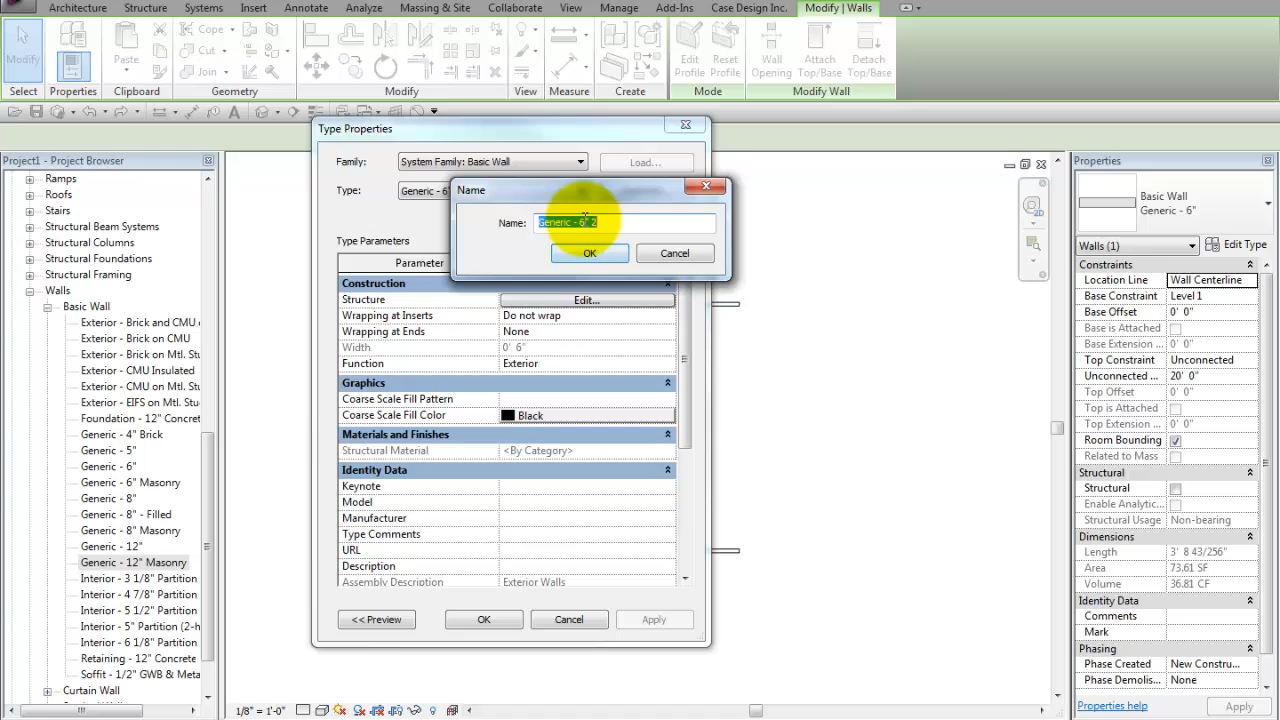 Architecture Structure Systems Insert Annotate Analyze Massing & Site Collaborate View Manage Add-Ins Case Design Inc. Modify | Walls
Modify
Paste
Cope
Cut
Join
Edit Profile
Reset Profile
Wall Opening
Attach Top/Base
Detach Top/Base
Select Properties Clipboard Geometry Modify View Measure Create Mode Modify Wall
Project1 - Project Browser
Ramps
Roofs
Stairs
Structural Beam Systems
Structural Columns
Structural Foundations
Structural Framing
Walls
Basic Wall
Exterior - Brick and CMU
Exterior - Brick on CMU
Exterior - Brick on Mtl. Stu
Exterior - CMU Insulated
Exterior - CMU on Mtl. St
Exterior - EIFS on Mtl. Stu
Foundation - 12" Concret
Generic - 4" Brick
Generic - 5"
Generic - 6"
Generic - 6" Masonry
Generic - 8"
Generic - 8" - Filled
Generic - 8" Masonry
Generic - 12"
Generic - 12" Masonry
Interior - 3 1/8" Partition
Interior - 4 7/8" Partition
Interior - 5 1/2" Partition
Interior - 5" Partition (2-h
Interior - 6 1/8" Partition
Retaining - 12" Concrete
Soffit - 1/2" GWB & Meta
Curtain Wall
Type Properties
Family: System Family: Basic Wall Load...
Type: Generic - 6"
Name
Name: Generic - 6" 2
OK Cancel
Type Parameters
Parameter
Construction
Structure Edit...
Wrapping at Inserts Do not wrap
Wrapping at Ends None
Width 0' 6"
Function Exterior
Graphics
Coarse Scale Fill Pattern
Coarse Scale Fill Color Black
Materials and Finishes
Structural Material <By Category>
Identity Data
Keynote
Model
Manufacturer
Type Comments
URL
Description
Assembly Description Exterior Walls
<< Preview OK Cancel Apply
1/8" = 1'-0"
Properties
Basic Wall
Generic - 6"
Walls (1) Edit Type
Constraints
Location Line Wall Centerline
Base Constraint Level 1
Base Offset 0' 0"
Base is Attached
Base Extension
Top Constraint Unconnected
Unconnected ... 20' 0"
Top Offset 0' 0"
Top is Attached
Top Extension
Room Bounding
Related to Mass
Structural
Structural
Enable Analytic
Structural Usage Non-bearing
Dimensions
Length ' 8 43/256"
Area 73.61 SF
Volume 36.81 CF
Identity Data
Comments
Mark
Phasing
Phase Created New Constru...
Phase Demolis... None
Properties help Apply